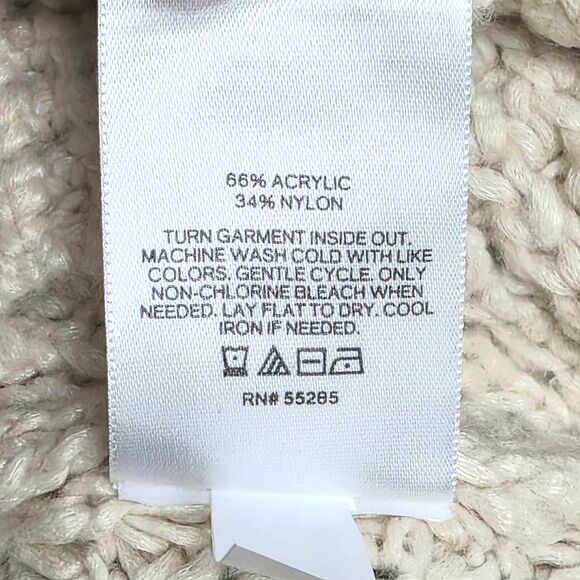 66% ACRYLIC
34% NYLON
TURN GARMENT INSIDE OUT.
MACHINE WASH COLD WITH LIKE
COLORS. GENTLE CYCLE. ONLY
NON-CHLORINE BLEACH WHEN
NEEDED. LAY FLAT TO DRY. COOL
IRON IF NEEDED.
RN# 55285